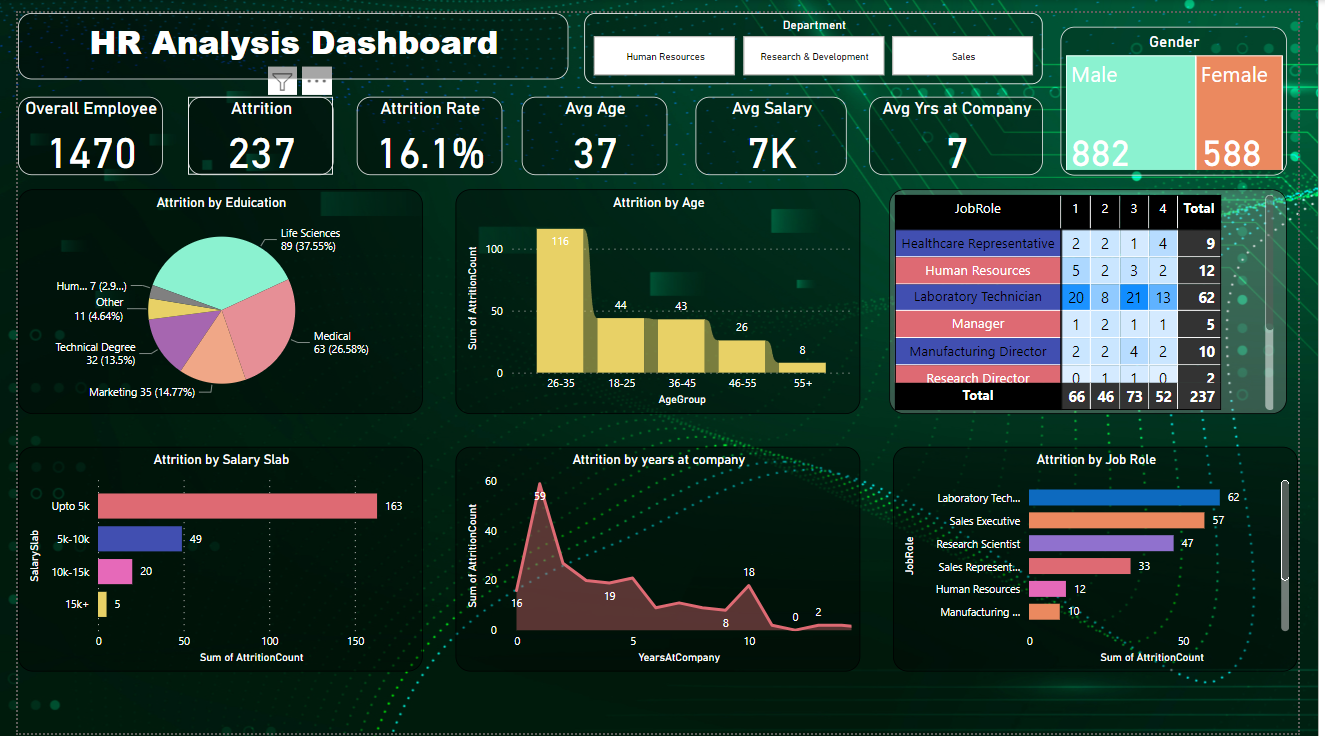 HR Analysis Dashboard
Department
Human Resources
Research & Development
Sales
Gender
Male
882
Female
588
Overall Employee
1470
Attrition
237
Attrition Rate
16.1%
Avg Age
37
Avg Salary
7K
Avg Yrs at Company
7
Attrition by Eduication
Life Sciences
89 (37.55%)
Medical
63 (26.58%)
Marketing 35 (14.77%)
Technical Degree
32 (13.5%)
Other
11 (4.64%)
Hum... 7 (2.9...)
Attrition by Age
Sum of AttritionCount
100
50
0
116
44
43
26
8
26-35 18-25 36-45 46-55 55+
AgeGroup
JobRole 1 2 3 4 Total
Healthcare Representative 2 2 1 4 9
Human Resources 5 2 3 2 12
Laboratory Technician 20 8 21 13 62
Manager 1 2 1 1 5
Manufacturing Director 2 2 4 2 10
Research Director 0 1 1 0 2
Total 66 46 73 52 237
Attrition by Salary Slab
SalarySlab
Upto 5k 163
5k-10k 49
10k-15k 20
15k+ 5
0 50 100 150
Sum of AttritionCount
Attrition by years at company
Sum of AttritionCount
60
40
20
0
16
59
19
8
18
0
2
0 5 10
YearsAtCompany
Attrition by Job Role
JobRole
Laboratory Tech... 62
Sales Executive 57
Research Scientist 47
Sales Represent... 33
Human Resources 12
Manufacturing ... 10
0 50
Sum of AttritionCount